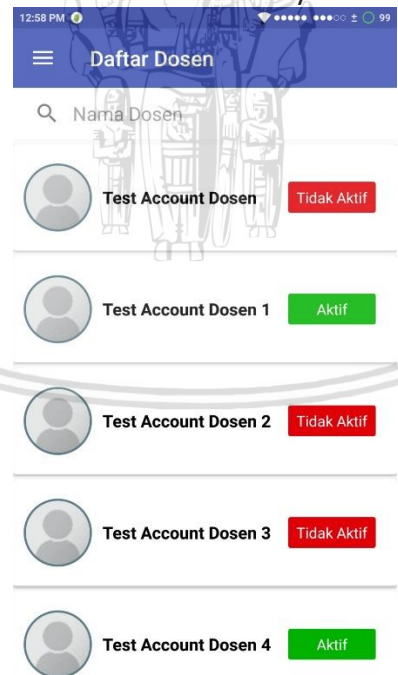 12:58 PM
99
Daftar Dosen
Nama Dosen
Test Account Dosen
Tidak Aktif
Test Account Dosen 1
Aktif
Test Account Dosen 2
Tidak Aktif
Test Account Dosen 3
Tidak Aktif
Test Account Dosen 4
Aktif